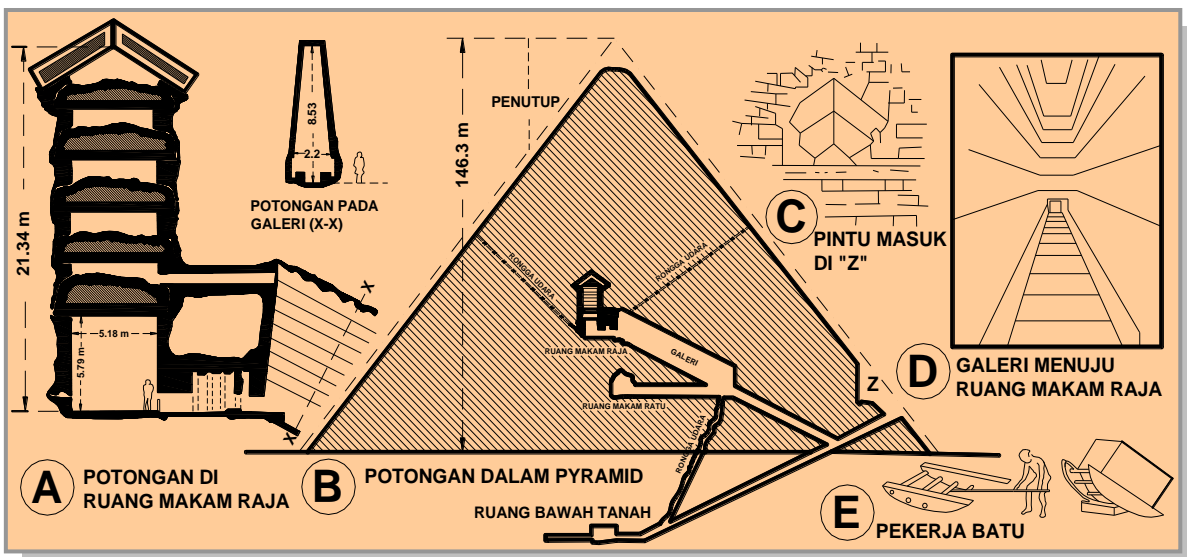 21.34 m
5.18 m
5.79 m
X
X
A
POTONGAN DI
RUANG MAKAM RAJA
8.53
2.2
POTONGAN PADA
GALERI (X-X)
146.3 m
PENUTUP
RONGGA UDARA
RONGGA UDARA
RUANG MAKAM RAJA
GALERI
RUANG MAKAM RATU
RONGGA UDARA
Z
B
POTONGAN DALAM PYRAMID
RUANG BAWAH TANAH
C
PINTU MASUK
DI "Z"
D
GALERI MENUJU
RUANG MAKAM RAJA
E
PEKERJA BATU